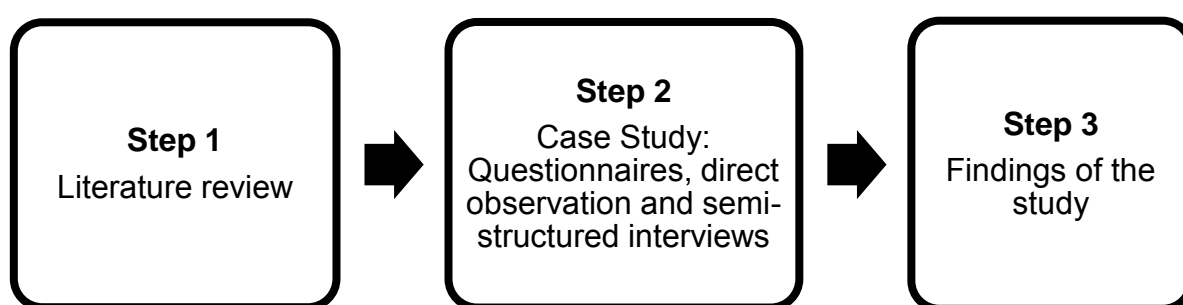 Step 1
Literature review
Step 2
Case Study:
Questionnaires, direct
observation and semi-
structured interviews
Step 3
Findings of the
study